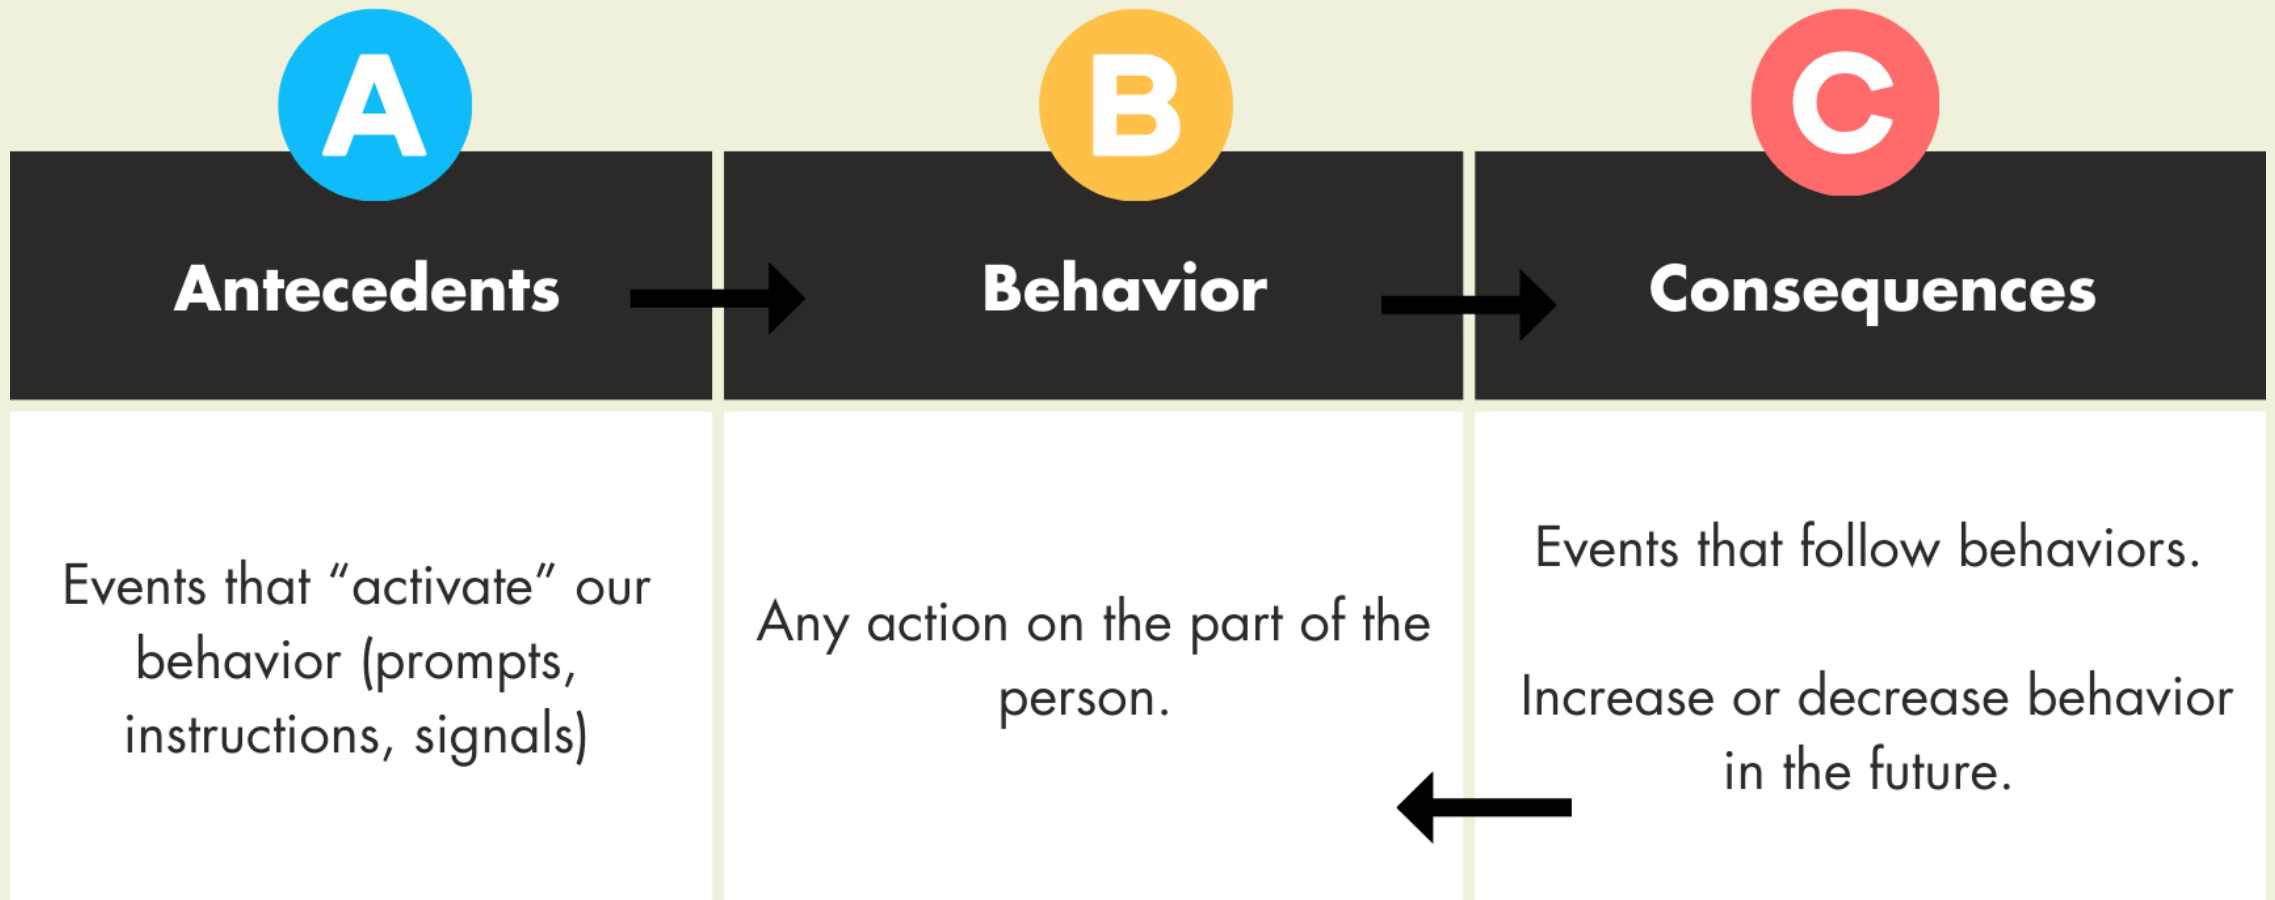 A
B
C
Antecedents
Behavior
Consequences
Events that “activate” our
behavior (prompts,
instructions, signals)
Any action on the part of the
person.
Events that follow behaviors.
Increase or decrease behavior
in the future.